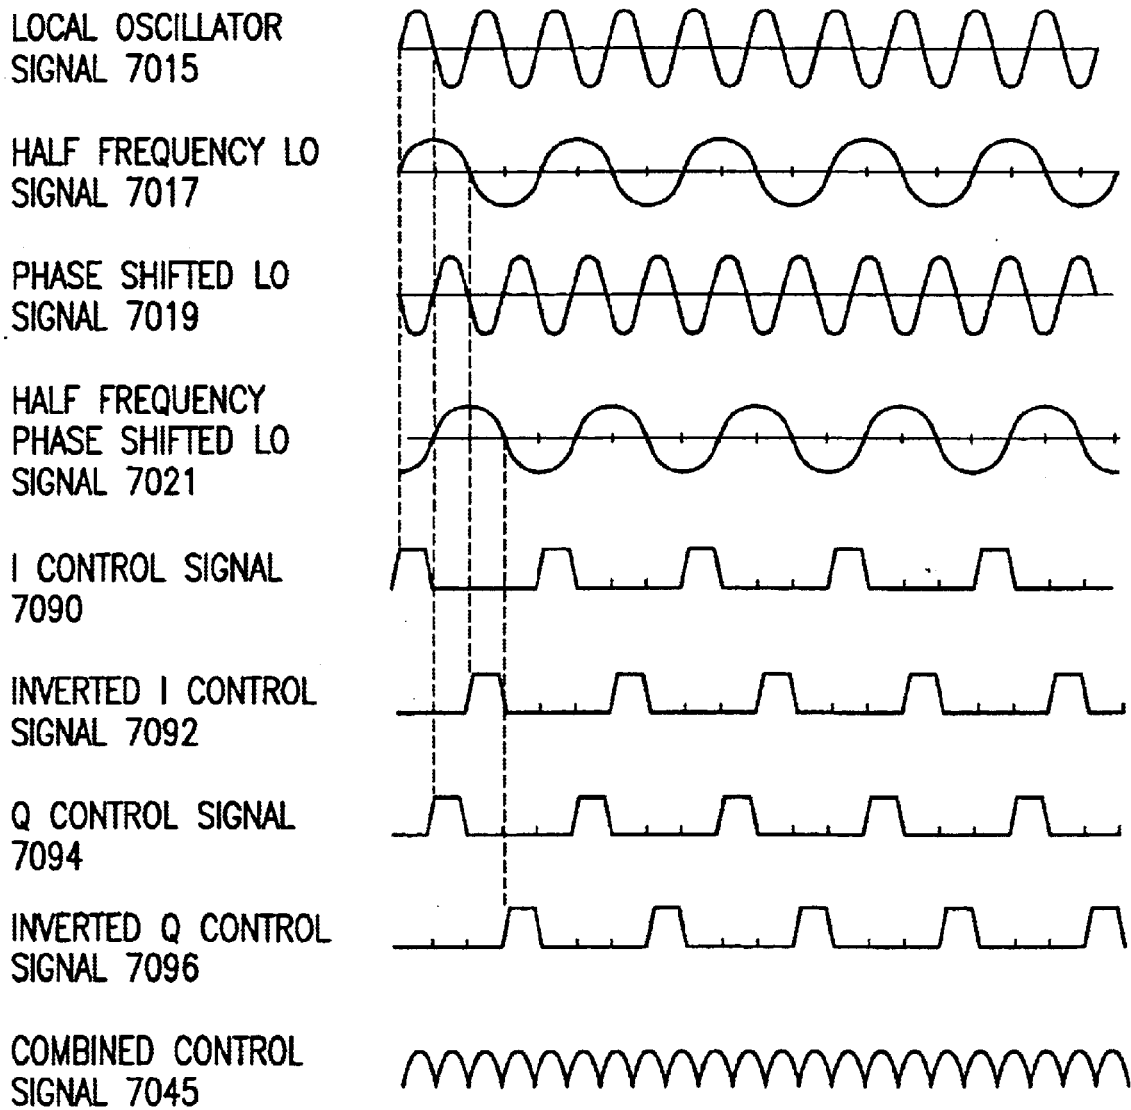 LOCAL OSCILLATOR
SIGNAL 7015
HALF FREQUENCY LO
SIGNAL 7017
PHASE SHIFTED LO
SIGNAL 7019
HALF FREQUENCY
PHASE SHIFTED LO
SIGNAL 7021
I CONTROL SIGNAL
7090
INVERTED I CONTROL
SIGNAL 7092
Q CONTROL SIGNAL
7094
INVERTED Q CONTROL
SIGNAL 7096
COMBINED CONTROL
SIGNAL 7045